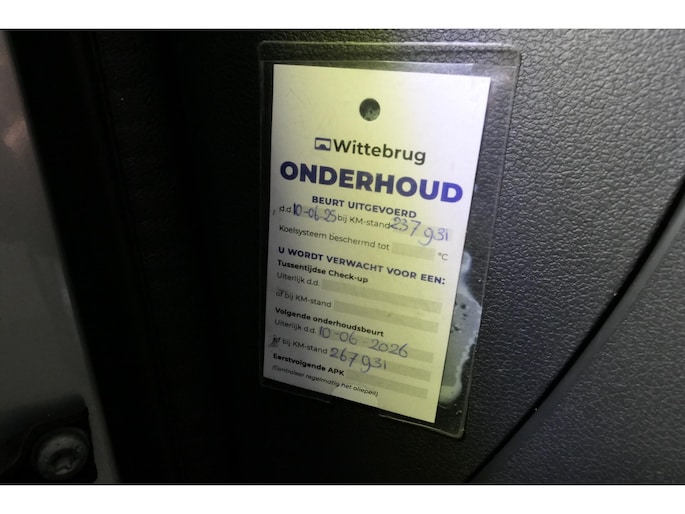 Wittebrug
ONDERHOUD
BEURT UITGEVOERD
d.d. 10-06-25 bij KM-stand 237931
Koelsysteem beschermd tot °C
U WORDT VERWACHT VOOR EEN:
Tussentijdse Check-up
Uiterlijk d.d.
of bij KM-stand
Volgende onderhoudsbeurt
Uiterlijk d.d. 10-06-2026
of bij KM-stand 267931
Eerstvolgende APK
(Controleer regelmatig het oliepeil)